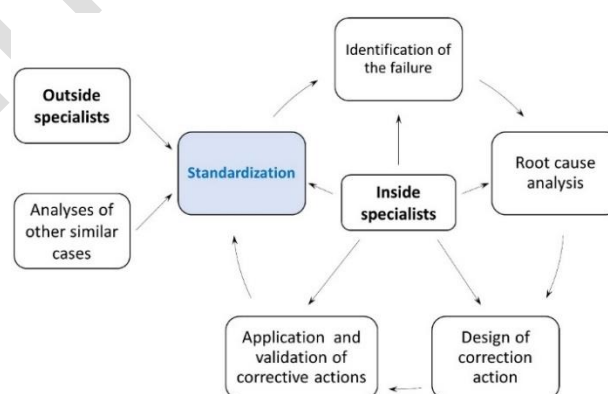 Identification of
the failure
Outside
specialists
Standardization
Root cause
analysis
Inside
specialists
Analyses of
other similar
cases
Application and
validation of
corrective actions
Design of
correction
action